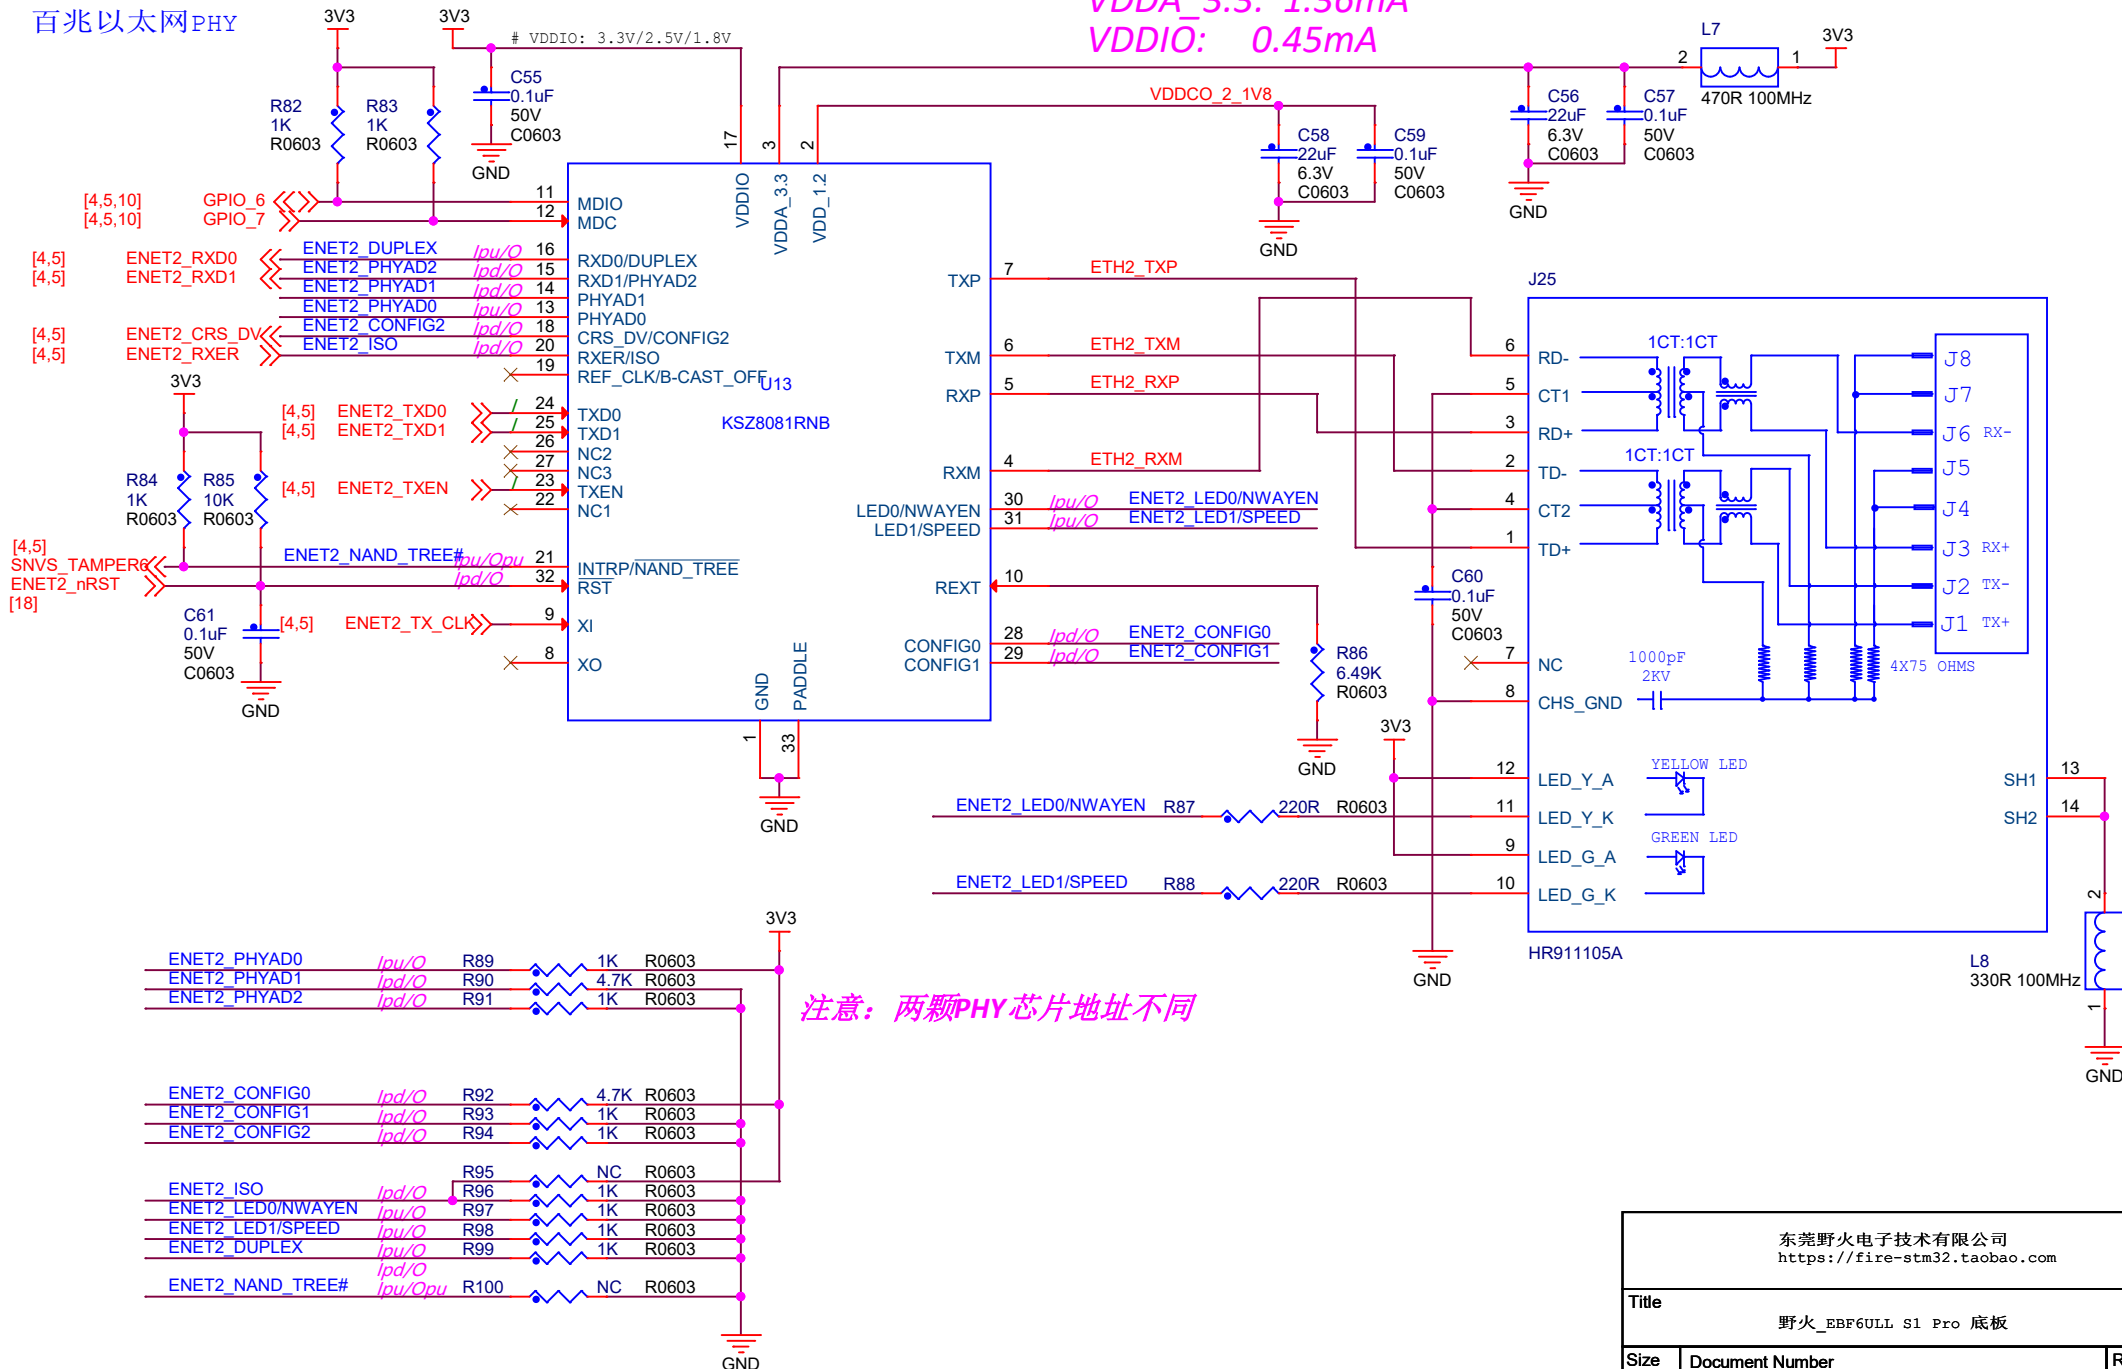 百兆以太网PHY
VDDA_3.3: 1.36mA
VDDIO: 0.45mA
3V3
3V3
# VDDIO: 3.3V/2.5V/1.8V
L7
3V3
2
1
470R 100MHz
C55
0.1uF
50V
C0603
GND
R82
1K
R0603
R83
1K
R0603
VDDCO_2_1V8
C56
22uF
6.3V
C0603
C57
0.1uF
50V
C0603
GND
C58
22uF
6.3V
C0603
C59
0.1uF
50V
C0603
GND
17
3
2
VDDIO
VDDA_3.3
VDD_1.2
[4,5,10] GPIO_6 11 MDIO
[4,5,10] GPIO_7 12 MDC
[4,5] ENET2_RXD0 ENET2_DUPLEX Ipu/O 16 RXD0/DUPLEX
[4,5] ENET2_RXD1 ENET2_PHYAD2 Ipd/O 15 RXD1/PHYAD2
ENET2_PHYAD1 Ipd/O 14 PHYAD1
ENET2_PHYAD0 Ipu/O 13 PHYAD0
[4,5] ENET2_CRS_DV ENET2_CONFIG2 Ipd/O 18 CRS_DV/CONFIG2
[4,5] ENET2_RXER ENET2_ISO Ipd/O 20 RXER/ISO
19 REF_CLK/B-CAST_OFF
U13
KSZ8081RNB
3V3
[4,5] ENET2_TXD0 24 TXD0
[4,5] ENET2_TXD1 25 TXD1
26 NC2
27 NC3
[4,5] ENET2_TXEN 23 TXEN
22 NC1
R84
1K
R0603
R85
10K
R0603
[4,5]
SNVS_TAMPER6 ENET2_NAND_TREE# Ipu/Opu 21 INTRP/NAND_TREE
ENET2_nRST Ipd/O 32 RST
[18]
C61
0.1uF
50V
C0603
GND
[4,5] ENET2_TX_CLK 9 XI
8 XO
GND
PADDLE
1
33
GND
TXP 7 ETH2_TXP
TXM 6 ETH2_TXM
RXP 5 ETH2_RXP
RXM 4 ETH2_RXM
LED0/NWAYEN 30 Ipu/O ENET2_LED0/NWAYEN
LED1/SPEED 31 Ipu/O ENET2_LED1/SPEED
REXT 10
CONFIG0 28 Ipd/O ENET2_CONFIG0
CONFIG1 29 Ipd/O ENET2_CONFIG1
R86
6.49K
R0603
GND
C60
0.1uF
50V
C0603
J25
6 RD-
5 CT1
3 RD+
2 TD-
4 CT2
1 TD+
7 NC
8 CHS_GND
1CT:1CT
1CT:1CT
J8
J7
J6 RX-
J5
J4
J3 RX+
J2 TX-
J1 TX+
1000pF
2KV
4X75 OHMS
3V3
12 LED_Y_A
YELLOW LED
11 LED_Y_K
9 LED_G_A
GREEN LED
10 LED_G_K
SH1 13
SH2 14
ENET2_LED0/NWAYEN R87 220R R0603
ENET2_LED1/SPEED R88 220R R0603
GND
HR911105A
2
L8
330R 100MHz
1
GND
3V3
ENET2_PHYAD0 Ipu/O R89 1K R0603
ENET2_PHYAD1 Ipd/O R90 4.7K R0603
ENET2_PHYAD2 Ipd/O R91 1K R0603
注意：两颗PHY芯片地址不同
ENET2_CONFIG0 Ipd/O R92 4.7K R0603
ENET2_CONFIG1 Ipd/O R93 1K R0603
ENET2_CONFIG2 Ipd/O R94 1K R0603
R95 NC R0603
ENET2_ISO Ipd/O R96 1K R0603
ENET2_LED0/NWAYEN Ipu/O R97 1K R0603
ENET2_LED1/SPEED Ipu/O R98 1K R0603
ENET2_DUPLEX Ipu/O R99 1K R0603
Ipd/O
ENET2_NAND_TREE# Ipu/Opu R100 NC R0603
GND
东莞野火电子技术有限公司
https://fire-stm32.taobao.com
Title
野火_EBF6ULL S1 Pro 底板
Size
Document Number
R